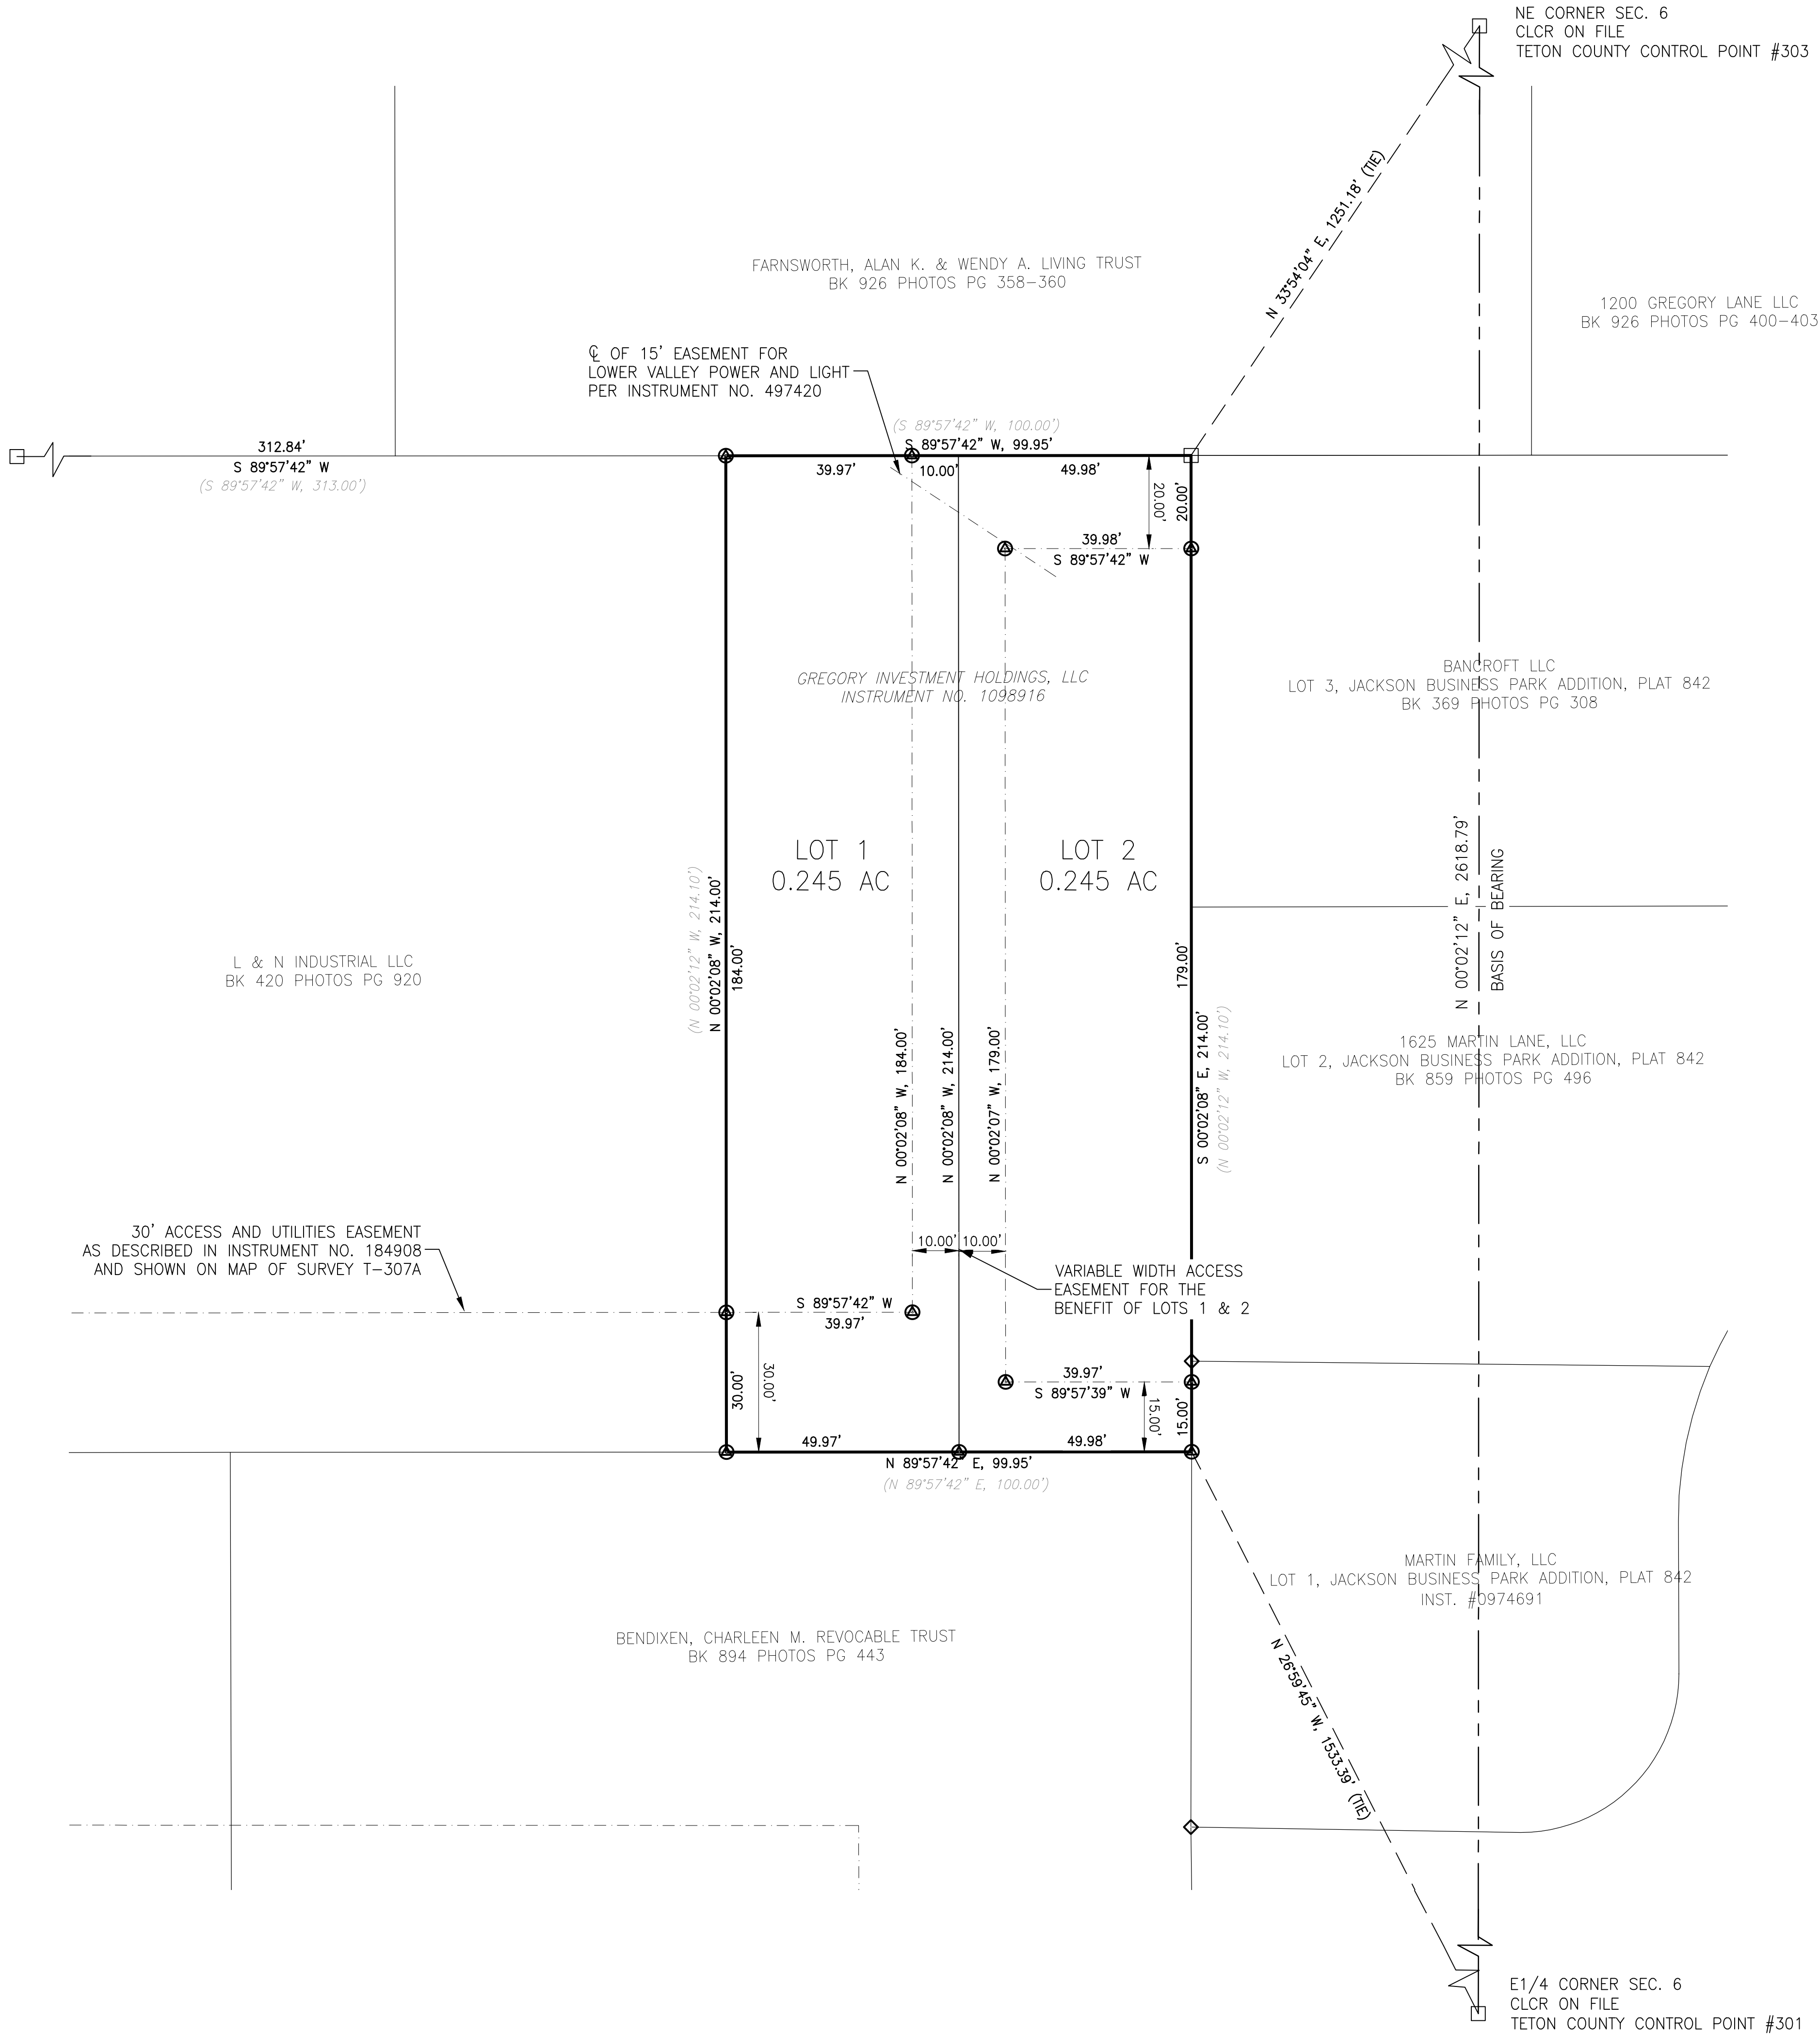 NE CORNER SEC. 6
CLCR ON FILE
TETON COUNTY CONTROL POINT #303
N 33°54'04" E, 1251.18' (TIE)
FARNSWORTH, ALAN K. & WENDY A. LIVING TRUST
BK 926 PHOTOS PG 358-360
1200 GREGORY LANE LLC
BK 926 PHOTOS PG 400-403
℄ OF 15' EASEMENT FOR
LOWER VALLEY POWER AND LIGHT
PER INSTRUMENT NO. 497420
(S 89°57'42" W, 100.00')
S 89°57'42" W, 99.95'
312.84'
S 89°57'42" W
(S 89°57'42" W, 313.00')
39.97'
10.00'
49.98'
20.00'
20.00'
39.98'
S 89°57'42" W
GREGORY INVESTMENT HOLDINGS, LLC
INSTRUMENT NO. 1098916
BANCROFT LLC
LOT 3, JACKSON BUSINESS PARK ADDITION, PLAT 842
BK 369 PHOTOS PG 308
LOT 1
0.245 AC
LOT 2
0.245 AC
N 00°02'12" E, 2618.79'
BASIS OF BEARING
(N 00°02'12" W, 214.10')
N 00°02'08" W, 214.00'
184.00'
179.00'
L & N INDUSTRIAL LLC
BK 420 PHOTOS PG 920
N 00°02'08" W, 184.00'
N 00°02'08" W, 214.00'
N 00°02'07" W, 179.00'
S 00°02'08" E, 214.00'
(N 00°02'12" W, 214.10')
1625 MARTIN LANE, LLC
LOT 2, JACKSON BUSINESS PARK ADDITION, PLAT 842
BK 859 PHOTOS PG 496
30' ACCESS AND UTILITIES EASEMENT
AS DESCRIBED IN INSTRUMENT NO. 184908
AND SHOWN ON MAP OF SURVEY T-307A
10.00'
10.00'
VARIABLE WIDTH ACCESS
EASEMENT FOR THE
BENEFIT OF LOTS 1 & 2
S 89°57'42" W
39.97'
30.00'
30.00'
39.97'
S 89°57'39" W
15.00'
15.00'
49.97'
49.98'
N 89°57'42" E, 99.95'
(N 89°57'42" E, 100.00')
MARTIN FAMILY, LLC
LOT 1, JACKSON BUSINESS PARK ADDITION, PLAT 842
INST. #0974691
BENDIXEN, CHARLEEN M. REVOCABLE TRUST
BK 894 PHOTOS PG 443
N 26°59'45" W, 1533.39' (TIE)
E1/4 CORNER SEC. 6
CLCR ON FILE
TETON COUNTY CONTROL POINT #301